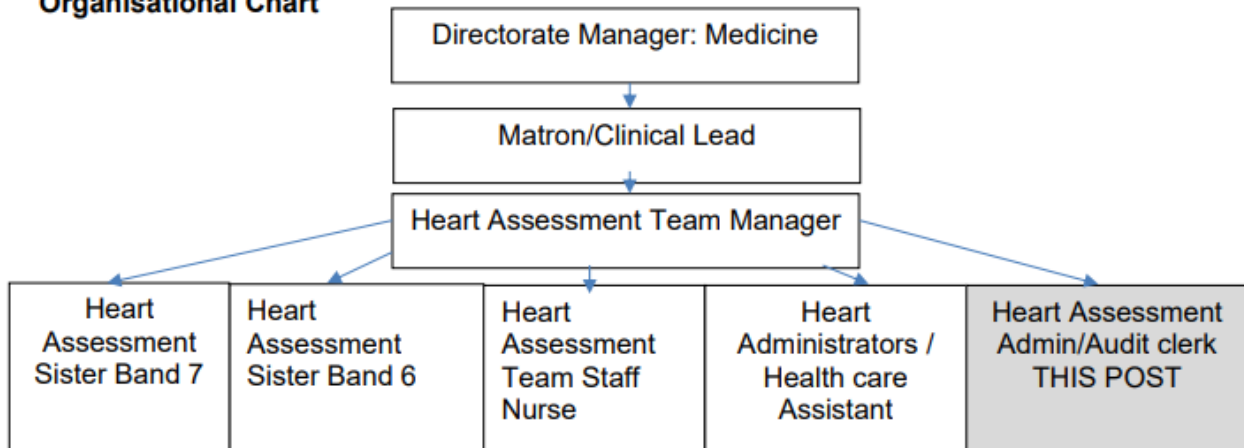 Organisational Chart
Directorate Manager: Medicine
Matron/Clinical Lead
Heart Assessment Team Manager
Heart
Assessment
Sister Band 7
Heart
Assessment
Sister Band 6
Heart
Assessment
Team Staff
Nurse
Heart
Administrators /
Health care
Assistant
Heart Assessment
Admin/Audit clerk
THIS POST